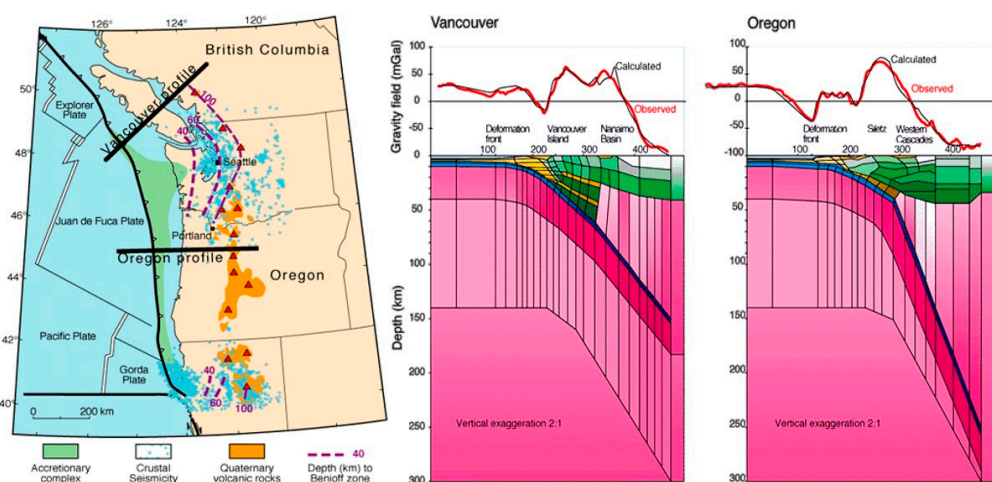 126°
124°
120°
British Columbia
50°
Explorer
Plate
Vancouver profile
100
60
40
Seattle
48°
46°
Juan de Fuca Plate
Portland
Oregon profile
Oregon
44°
Pacific Plate
42°
Gorda
Plate
40
60
100
40°
0 200 km
Accretionary
complex
Crustal
Seismicity
Quaternary
volcanic rocks
40
Depth (km) to
Benioff zone
Vancouver
Gravity field (mGal)
100
50
0
-50
-100
Calculated
Observed
Deformation
front
Vancouver
Island
Nanaimo
Basin
100 200 300 400
Depth (km)
0
50
100
150
200
250
300
Vertical exaggeration 2:1
Oregon
100
50
0
-50
-100
Calculated
Observed
Deformation
front
Siletz
Western
Cascades
100 200 300 400
0
50
100
150
200
250
300
Vertical exaggeration 2:1